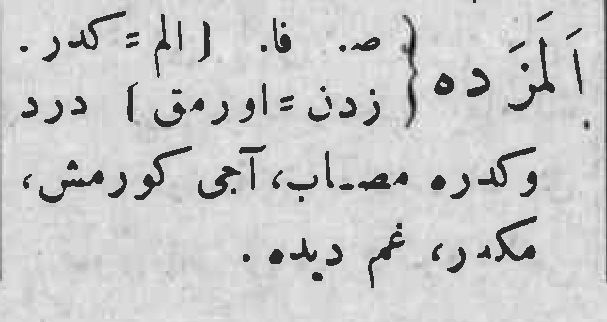 اَلَمزَده { ص. فا. [ الم = كدر.
زدن = اورمق ] درد
وكدره مصاب، آجى كورمش،
مكدر، غم ديده.